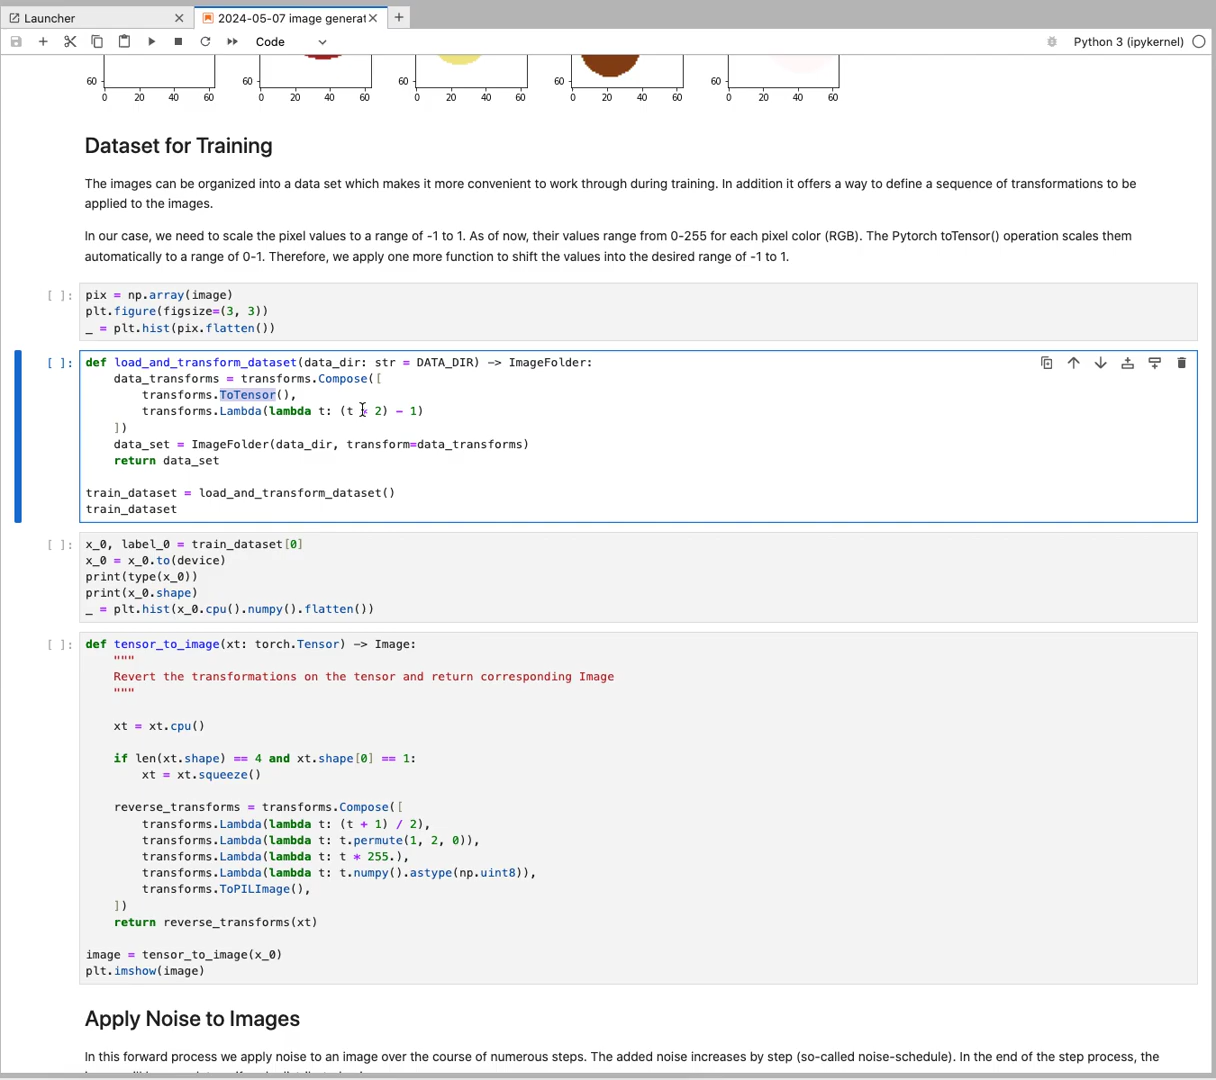 Launcher
2024-05-07 image generat
Code
Python 3 (ipykernel)
60 60 60 60 60
0 20 40 60 0 20 40 60 0 20 40 60 0 20 40 60 0 20 40 60
Dataset for Training
The images can be organized into a data set which makes it more convenient to work through during training. In addition it offers a way to define a sequence of transformations to be
applied to the images.
In our case, we need to scale the pixel values to a range of -1 to 1. As of now, their values range from 0-255 for each pixel color (RGB). The Pytorch toTensor() operation scales them
automatically to a range of 0-1. Therefore, we apply one more function to shift the values into the desired range of -1 to 1.
[ ]: pix = np.array(image)
plt.figure(figsize=(3, 3))
_ = plt.hist(pix.flatten())
[ ]: def load_and_transform_dataset(data_dir: str = DATA_DIR) -> ImageFolder:
data_transforms = transforms.Compose([
transforms.ToTensor(),
transforms.Lambda(lambda t: (t * 2) - 1)
])
data_set = ImageFolder(data_dir, transform=data_transforms)
return data_set
train_dataset = load_and_transform_dataset()
train_dataset
[ ]: x_0, label_0 = train_dataset[0]
x_0 = x_0.to(device)
print(type(x_0))
print(x_0.shape)
_ = plt.hist(x_0.cpu().numpy().flatten())
[ ]: def tensor_to_image(xt: torch.Tensor) -> Image:
"""
Revert the transformations on the tensor and return corresponding Image
"""
xt = xt.cpu()
if len(xt.shape) == 4 and xt.shape[0] == 1:
xt = xt.squeeze()
reverse_transforms = transforms.Compose([
transforms.Lambda(lambda t: (t + 1) / 2),
transforms.Lambda(lambda t: t.permute(1, 2, 0)),
transforms.Lambda(lambda t: t * 255.),
transforms.Lambda(lambda t: t.numpy().astype(np.uint8)),
transforms.ToPILImage(),
])
return reverse_transforms(xt)
image = tensor_to_image(x_0)
plt.imshow(image)
Apply Noise to Images
In this forward process we apply noise to an image over the course of numerous steps. The added noise increases by step (so-called noise-schedule). In the end of the step process, the